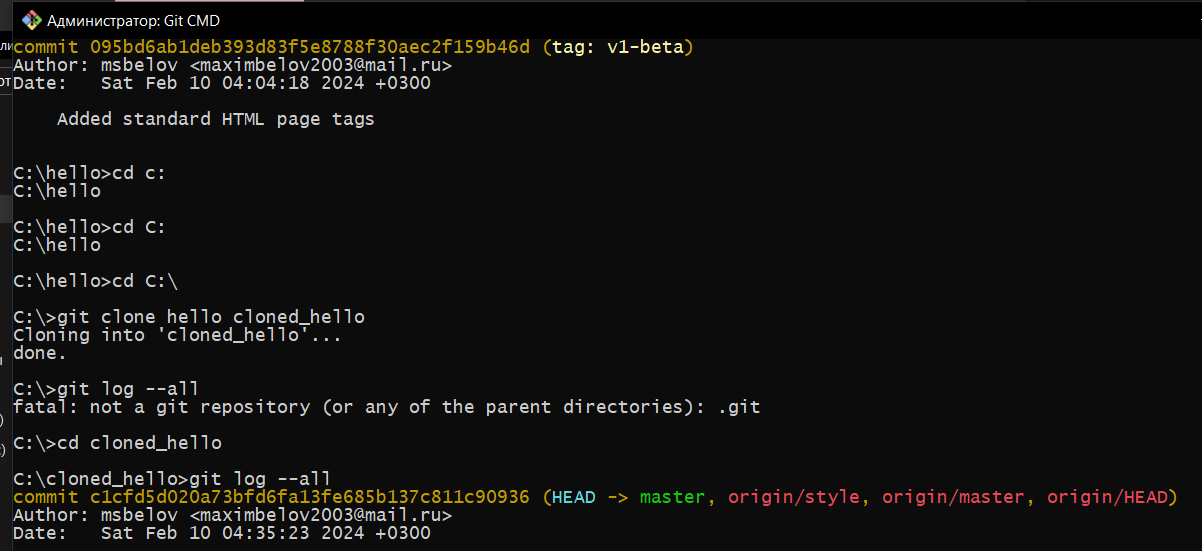 Администратор: Git CMD
commit 095bd6ab1deb393d83f5e8788f30aec2f159b46d (tag: v1-beta)
Author: msbelov <maximbelov2003@mail.ru>
Date:   Sat Feb 10 04:04:18 2024 +0300
    Added standard HTML page tags
C:\hello>cd c:
C:\hello
C:\hello>cd C:
C:\hello
C:\hello>cd C:\
C:\>git clone hello cloned_hello
Cloning into 'cloned_hello'...
done.
C:\>git log --all
fatal: not a git repository (or any of the parent directories): .git
C:\>cd cloned_hello
C:\cloned_hello>git log --all
commit c1cfd5d020a73bfd6fa13fe685b137c811c90936 (HEAD -> master, origin/style, origin/master, origin/HEAD)
Author: msbelov <maximbelov2003@mail.ru>
Date:   Sat Feb 10 04:35:23 2024 +0300